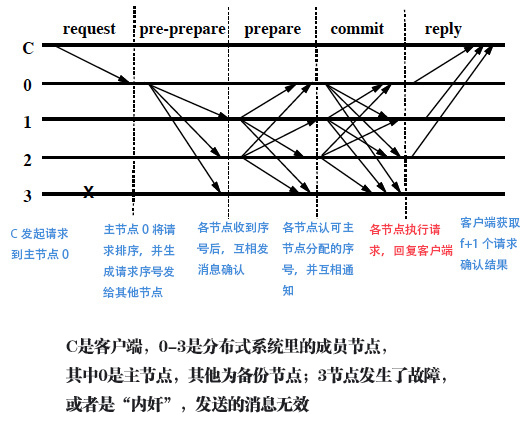 request pre-prepare prepare commit reply
C
0
1
2
3
X
C 发起请求
到主节点 0
主节点 0 将请
求排序，并生
成请求序号发
给其他节点
各节点收到序
号后，互相发
消息确认
各节点认可主
节点分配的序
号，并互相通
知
各节点执行请
求，回复客户端
客户端获取
f+1 个请求
确认结果
C是客户端，0-3是分布式系统里的成员节点，
其中0是主节点，其他为备份节点；3节点发生了故障，
或者是“内奸”，发送的消息无效